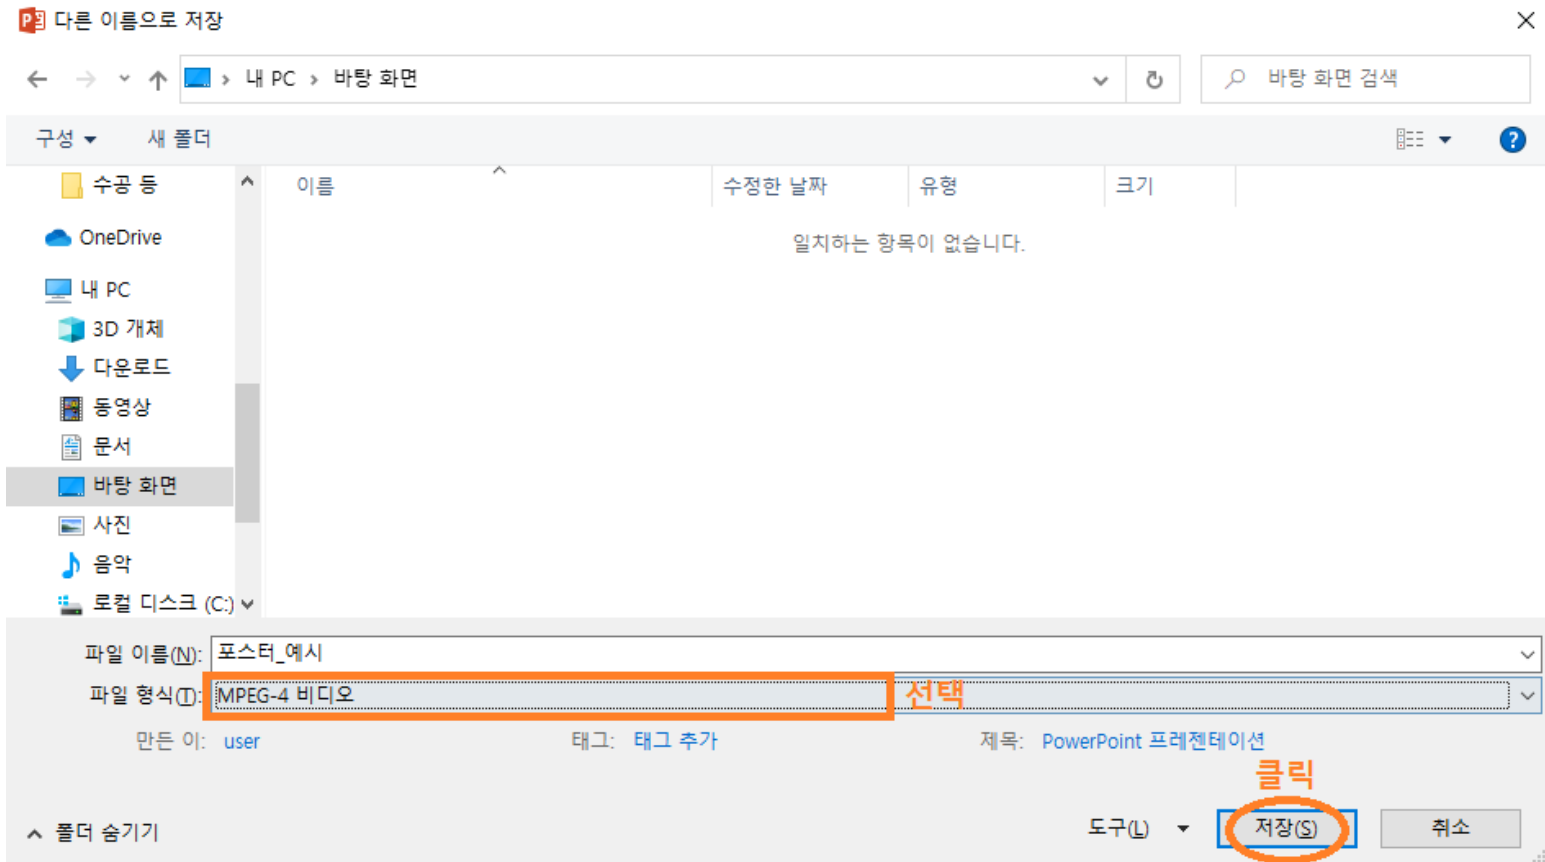 다른 이름으로 저장
내 PC > 바탕 화면
바탕 화면 검색
구성
새 폴더
수공 등
이름
수정한 날짜
유형
크기
OneDrive
일치하는 항목이 없습니다.
내 PC
3D 개체
다운로드
동영상
문서
바탕 화면
사진
음악
로컬 디스크 (C:)
파일 이름(N): 포스터_예시
파일 형식(T): MPEG-4 비디오
선택
만든 이: user
태그: 태그 추가
제목: PowerPoint 프레젠테이션
클릭
폴더 숨기기
도구(L)
저장(S)
취소